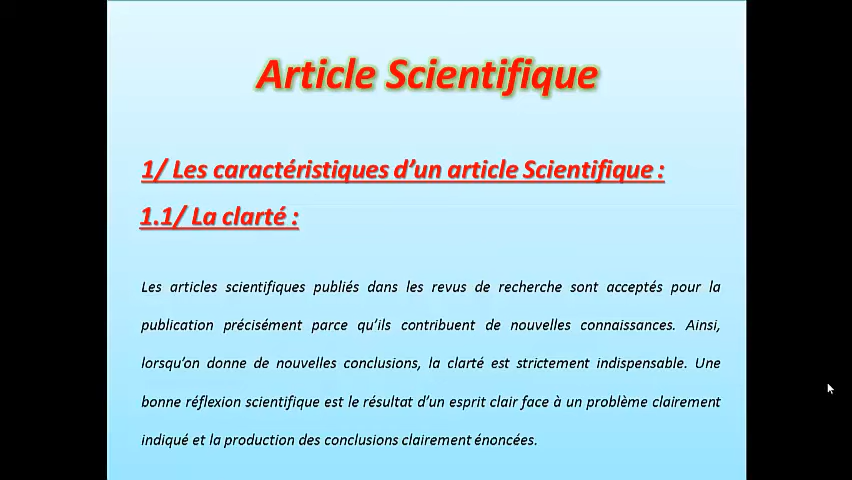 Article Scientifique
1/ Les caractéristiques d’un article Scientifique :
1.1/ La clarté :
Les articles scientifiques publiés dans les revus de recherche sont acceptés pour la
publication précisément parce qu’ils contribuent de nouvelles connaissances. Ainsi,
lorsqu’on donne de nouvelles conclusions, la clarté est strictement indispensable. Une
bonne réflexion scientifique est le résultat d’un esprit clair face à un problème clairement
indiqué et la production des conclusions clairement énoncées.